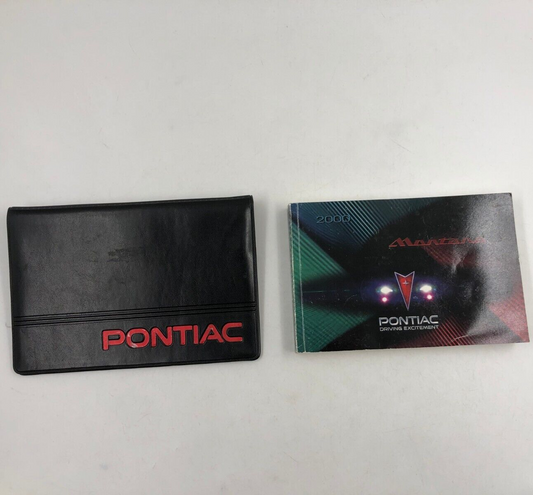 PONTIAC
2000
Montana
PONTIAC
DRIVING EXCITEMENT